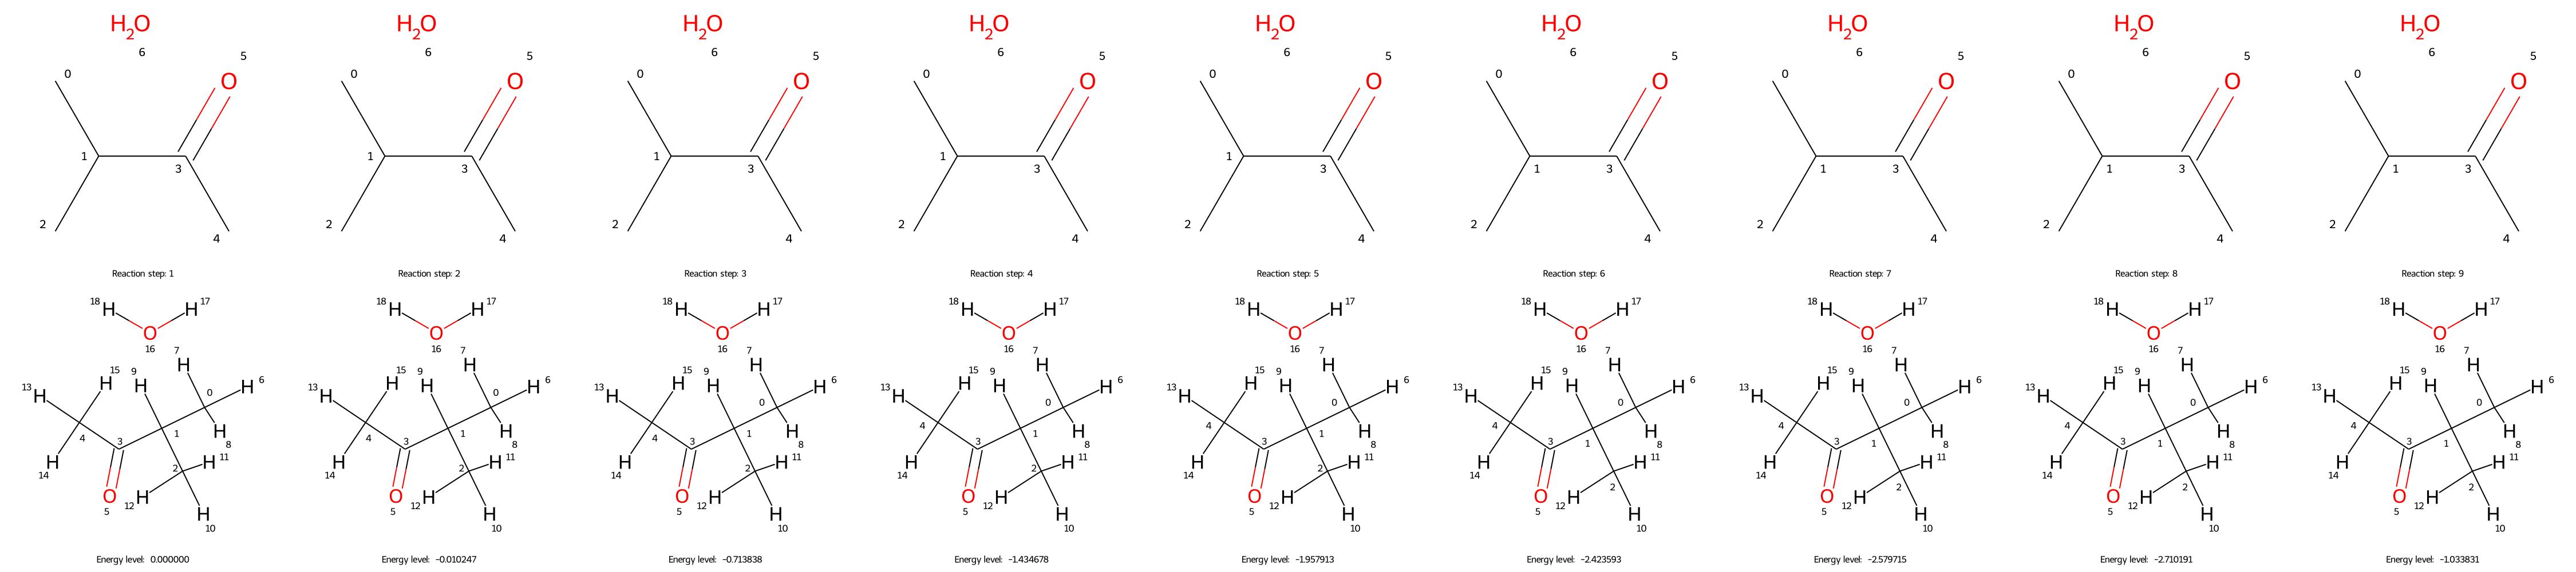 H₂O H₂O H₂O H₂O H₂O H₂O H₂O H₂O H₂O
6 5 6 5 6 5 6 5 6 5 6 5 6 5 6 5 6 5
0 O 0 O 0 O 0 O 0 O 0 O 0 O 0 O 0 O
1 3 1 3 1 3 1 3 1 3 1 3 1 3 1 3 1 3
2 4 2 4 2 4 2 4 2 4 2 4 2 4 2 4 2 4
Reaction step: 1 Reaction step: 2 Reaction step: 3 Reaction step: 4 Reaction step: 5 Reaction step: 6 Reaction step: 7 Reaction step: 8 Reaction step: 9
18 H H 17 18 H H 17 18 H H 17 18 H H 17 18 H H 17 18 H H 17 18 H H 17 18 H H 17 18 H H 17
O O O O O O O O O
16 7 16 7 16 7 16 7 16 7 16 7 16 7 16 7 16 7
H H H H H H H H H
13 H 15 9 H H 6 13 H 15 9 H H 6 13 H 15 9 H H 6 13 H 15 9 H H 6 13 H 15 9 H H 6 13 H 15 9 H H 6 13 H 15 9 H H 6 13 H 15 9 H H 6 13 H 15 9 H H 6
H 0 H 0 H 0 H 0 H 0 H 0 H 0 H 0 H 0
4 3 1 H 8 4 3 1 H 8 4 3 1 H 8 4 3 1 H 8 4 3 1 H 8 4 3 1 H 8 4 3 1 H 8 4 3 1 H 8 4 3 1 H 8
14 H 2 H 11 14 H 2 H 11 14 H 2 H 11 14 H 2 H 11 14 H 2 H 11 14 H 2 H 11 14 H 2 H 11 14 H 2 H 11 14 H 2 H 11
O 12 H O 12 H O 12 H O 12 H O 12 H O 12 H O 12 H O 12 H O 12 H
5 H 10 5 H 10 5 H 10 5 H 10 5 H 10 5 H 10 5 H 10 5 H 10 5 H 10
Energy level: 0.000000 Energy level: -0.010247 Energy level: -0.713838 Energy level: -1.434678 Energy level: -1.957913 Energy level: -2.423593 Energy level: -2.579715 Energy level: -2.710191 Energy level: -1.033831